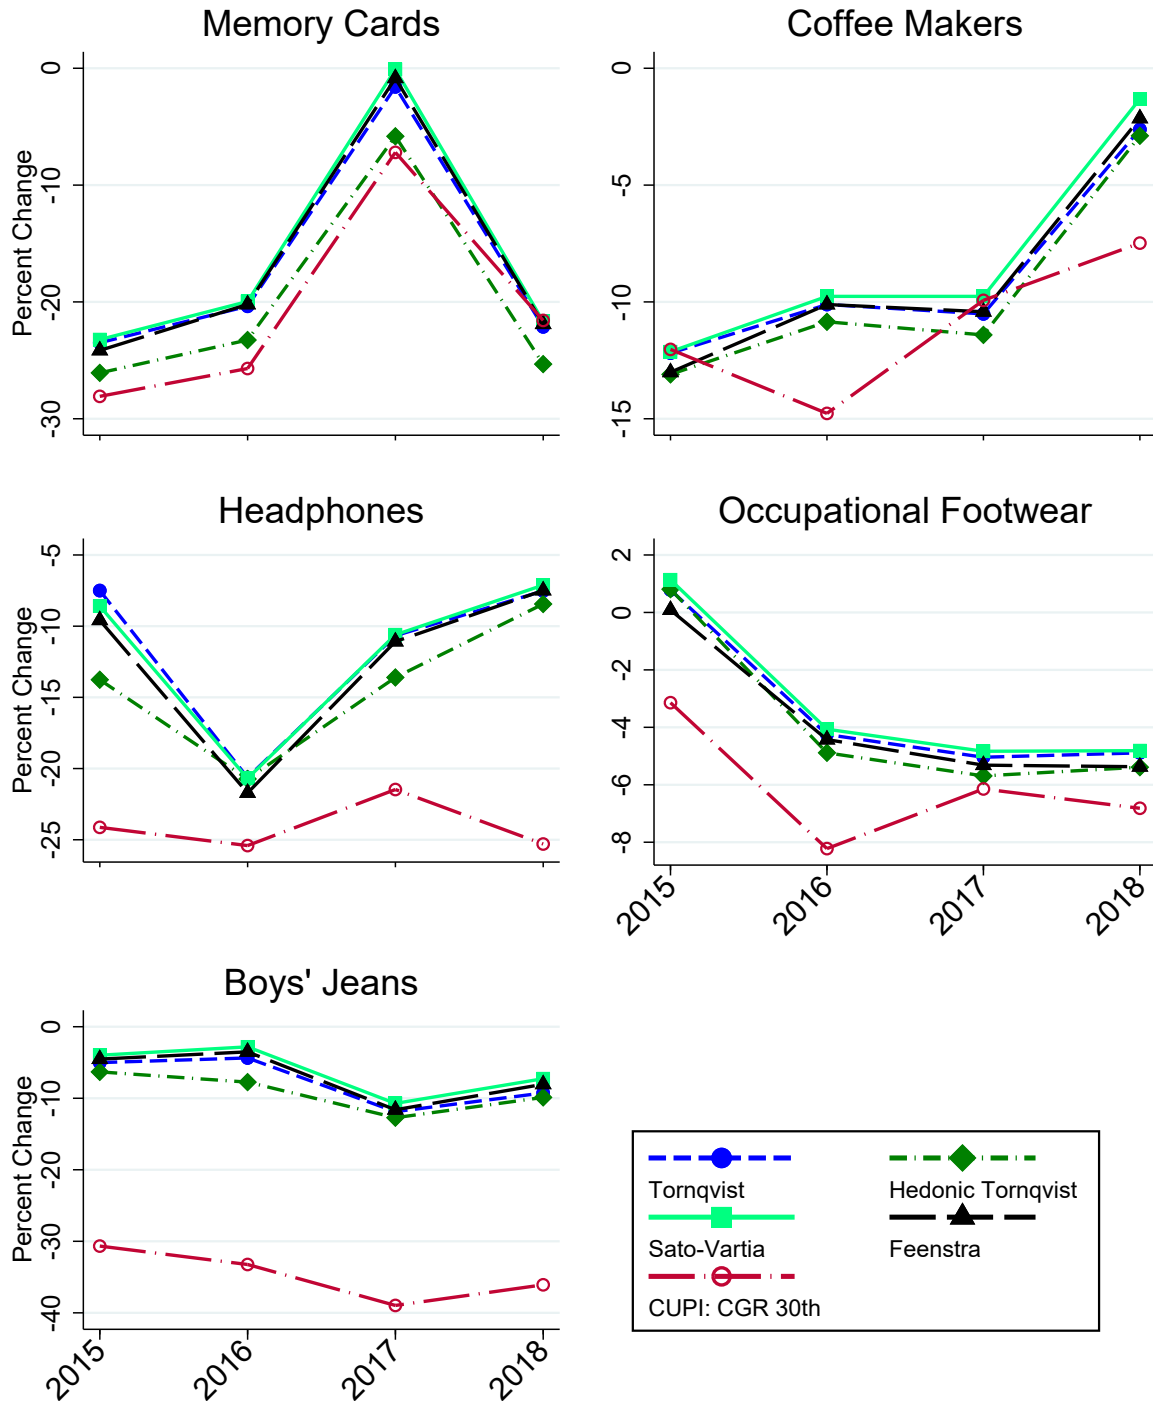 Memory Cards
Coffee Makers
Percent Change
0
-10
-20
-30
0
-5
-10
-15
Headphones
Occupational Footwear
Percent Change
-5
-10
-15
-20
-25
2
0
-2
-4
-6
-8
2015
2016
2017
2018
Boys' Jeans
Percent Change
0
-10
-20
-30
-40
2015
2016
2017
2018
Tornqvist
Hedonic Tornqvist
Sato-Vartia
Feenstra
CUPI: CGR 30th